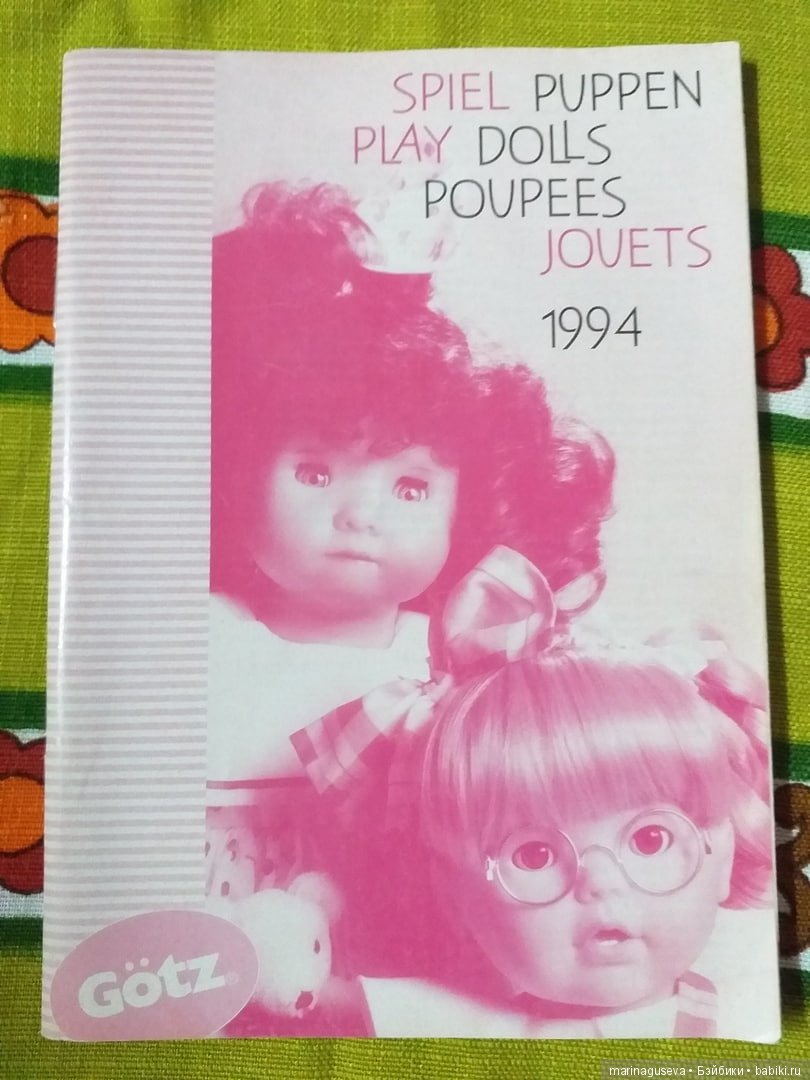 SPIEL PUPPEN
PLAY DOLLS
POUPEES
JOUETS
1994
Götz®
marinaguseva • Бэйбики • babiki.ru